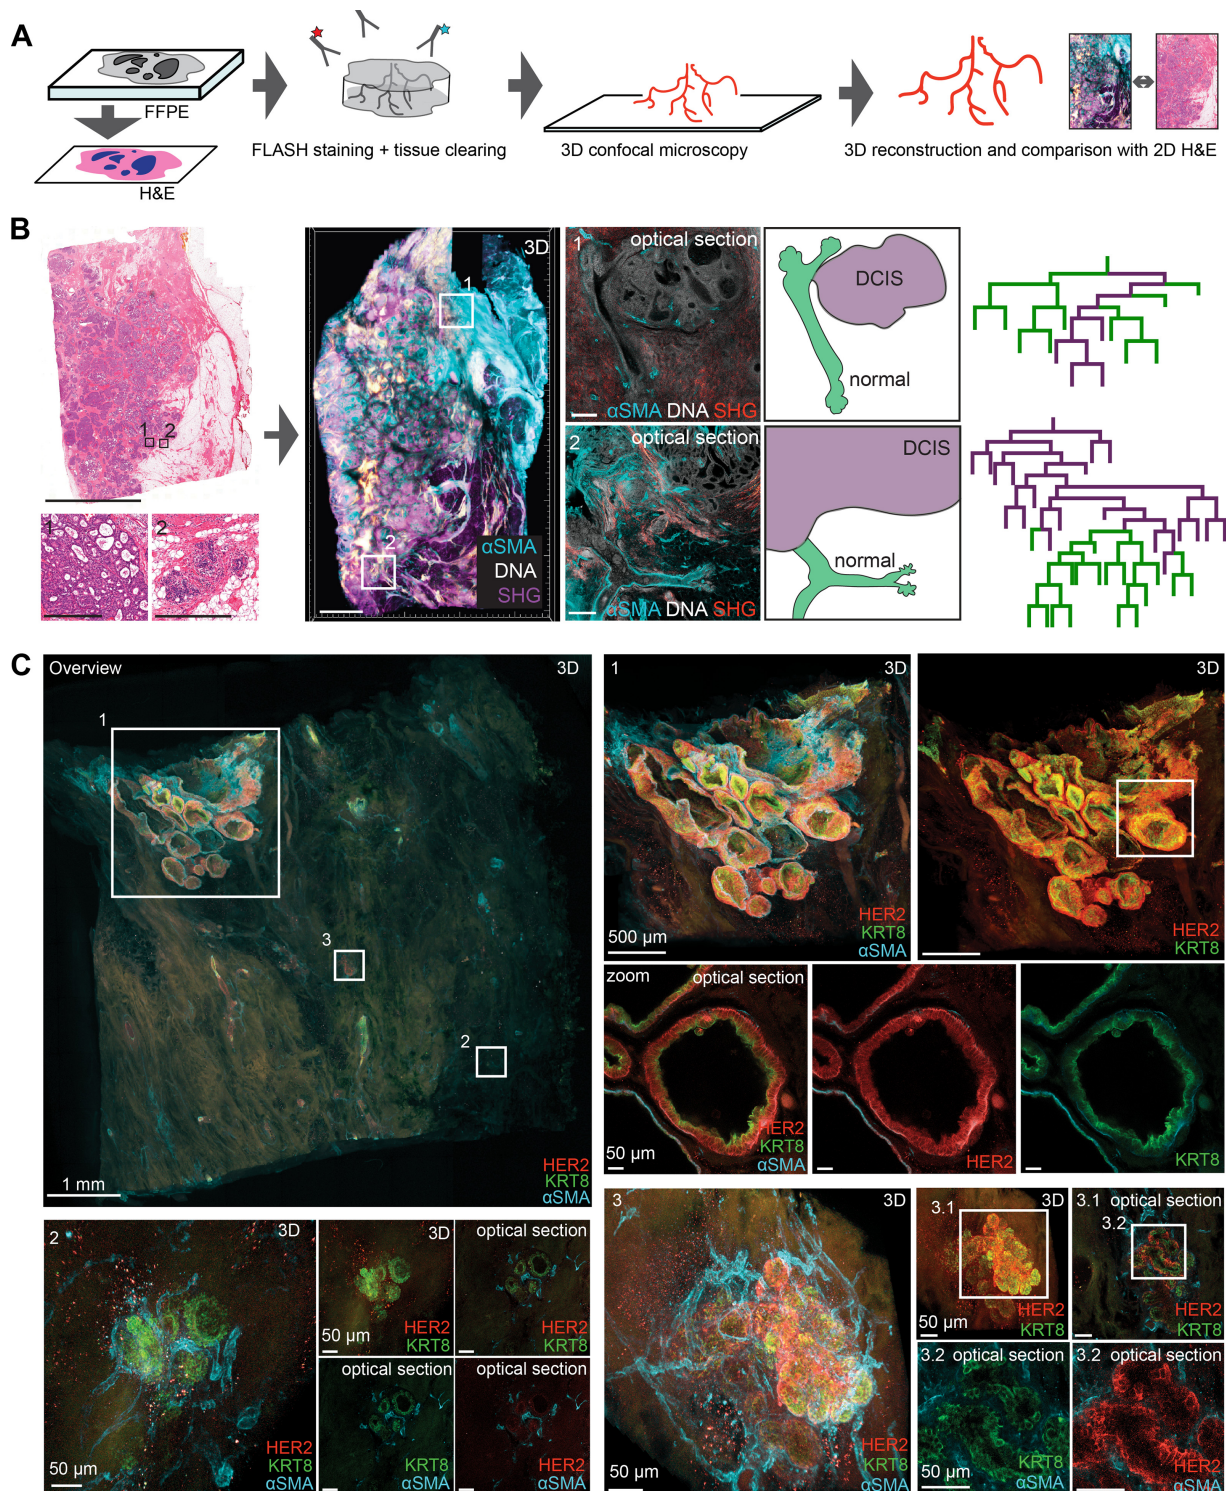 A
FFPE
H&E
FLASH staining + tissue clearing
3D confocal microscopy
3D reconstruction and comparison with 2D H&E
B
1 2
1
2
3D
1
2
αSMA
DNA
SHG
1 optical section
αSMA DNA SHG
2 optical section
αSMA DNA SHG
DCIS
normal
DCIS
normal
C
Overview 3D
1
3
2
1 mm
HER2
KRT8
αSMA
1 3D
500 µm
HER2
KRT8
αSMA
3D
HER2
KRT8
zoom optical section
50 µm
HER2
KRT8
αSMA
HER2
KRT8
2 3D
50 µm
HER2
KRT8
αSMA
3D
50 µm
HER2
KRT8
optical section
HER2
KRT8
optical section
50 µm
KRT8
αSMA
optical section
HER2
αSMA
3 3D
50 µm
HER2
KRT8
αSMA
3D
3.1
50 µm
HER2
KRT8
3.1 optical section
3.2
HER2
KRT8
3.2 optical section
50 µm
KRT8
αSMA
3.2 optical section
HER2
αSMA